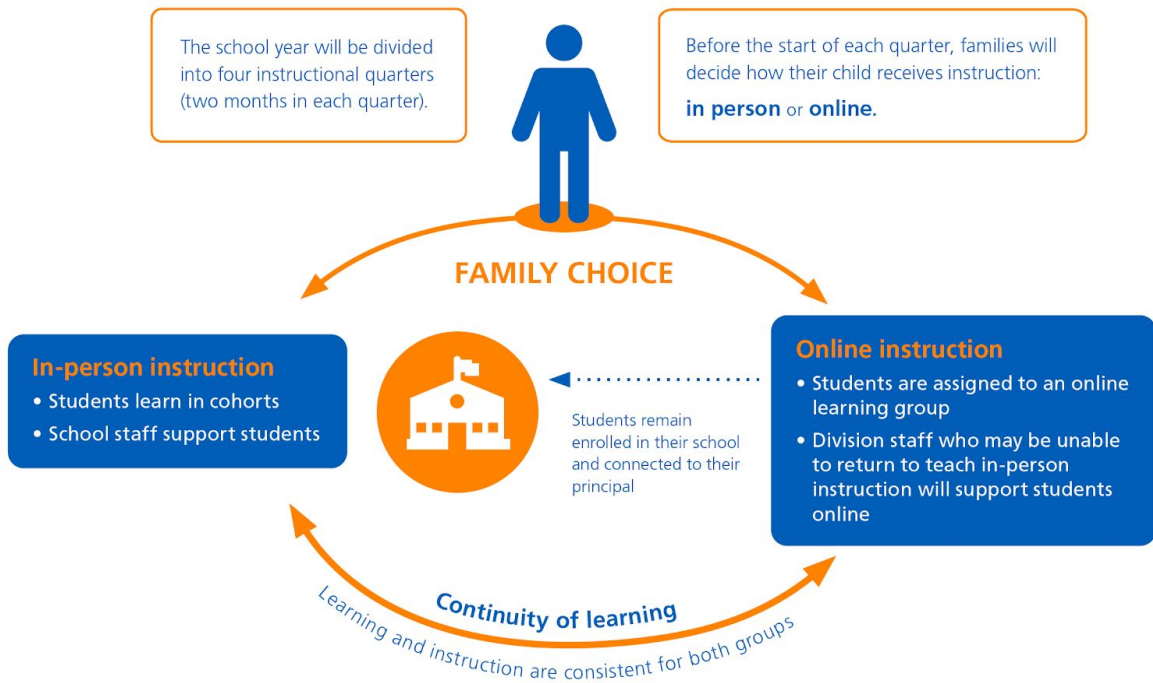 The school year will be divided
into four instructional quarters
(two months in each quarter).
Before the start of each quarter, families will
decide how their child receives instruction:
in person or online.
FAMILY CHOICE
In-person instruction
• Students learn in cohorts
• School staff support students
Students remain
enrolled in their school
and connected to their
principal
Online instruction
• Students are assigned to an online
learning group
• Division staff who may be unable
to return to teach in-person
instruction will support students
online
Continuity of learning
Learning and instruction are consistent for both groups